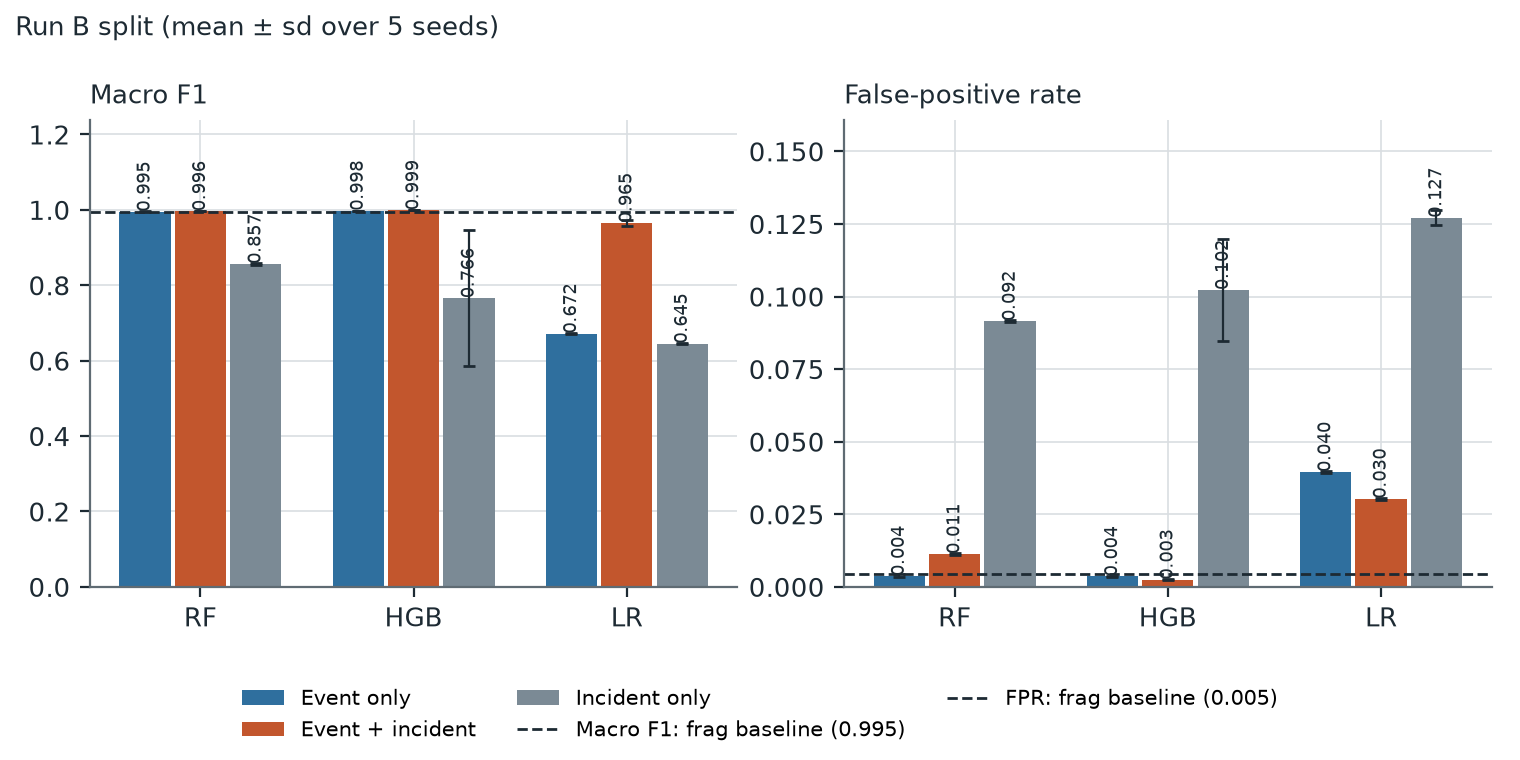 Run B split (mean ± sd over 5 seeds)
Macro F1
1.2
1.0
0.8
0.6
0.4
0.2
0.0
0.995
0.996
0.857
0.998
0.999
0.766
0.672
0.965
0.645
RF
HGB
LR
False-positive rate
0.150
0.125
0.100
0.075
0.050
0.025
0.000
0.004
0.011
0.092
0.004
0.003
0.102
0.040
0.030
0.127
RF
HGB
LR
Event only
Event + incident
Incident only
Macro F1: frag baseline (0.995)
FPR: frag baseline (0.005)